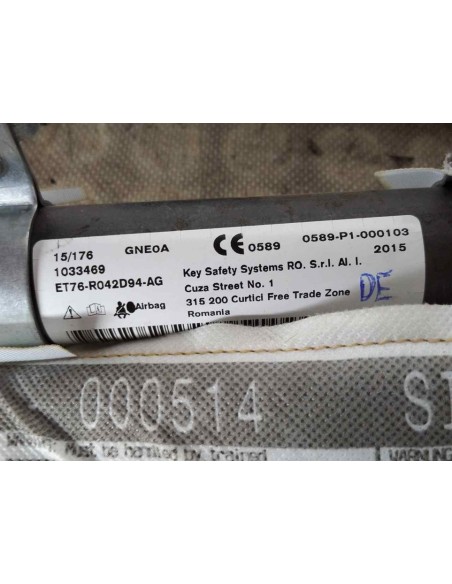 15/176 GNE0A CE 0589 0589-P1-000103
1033469 2015
ET76-R042D94-AG Key Safety Systems RO. S.r.l. Al. I.
Cuza Street No. 1
315 200 Curtici Free Trade Zone DE
Airbag Romania
000514 SI
Must be handled by trained WARNING